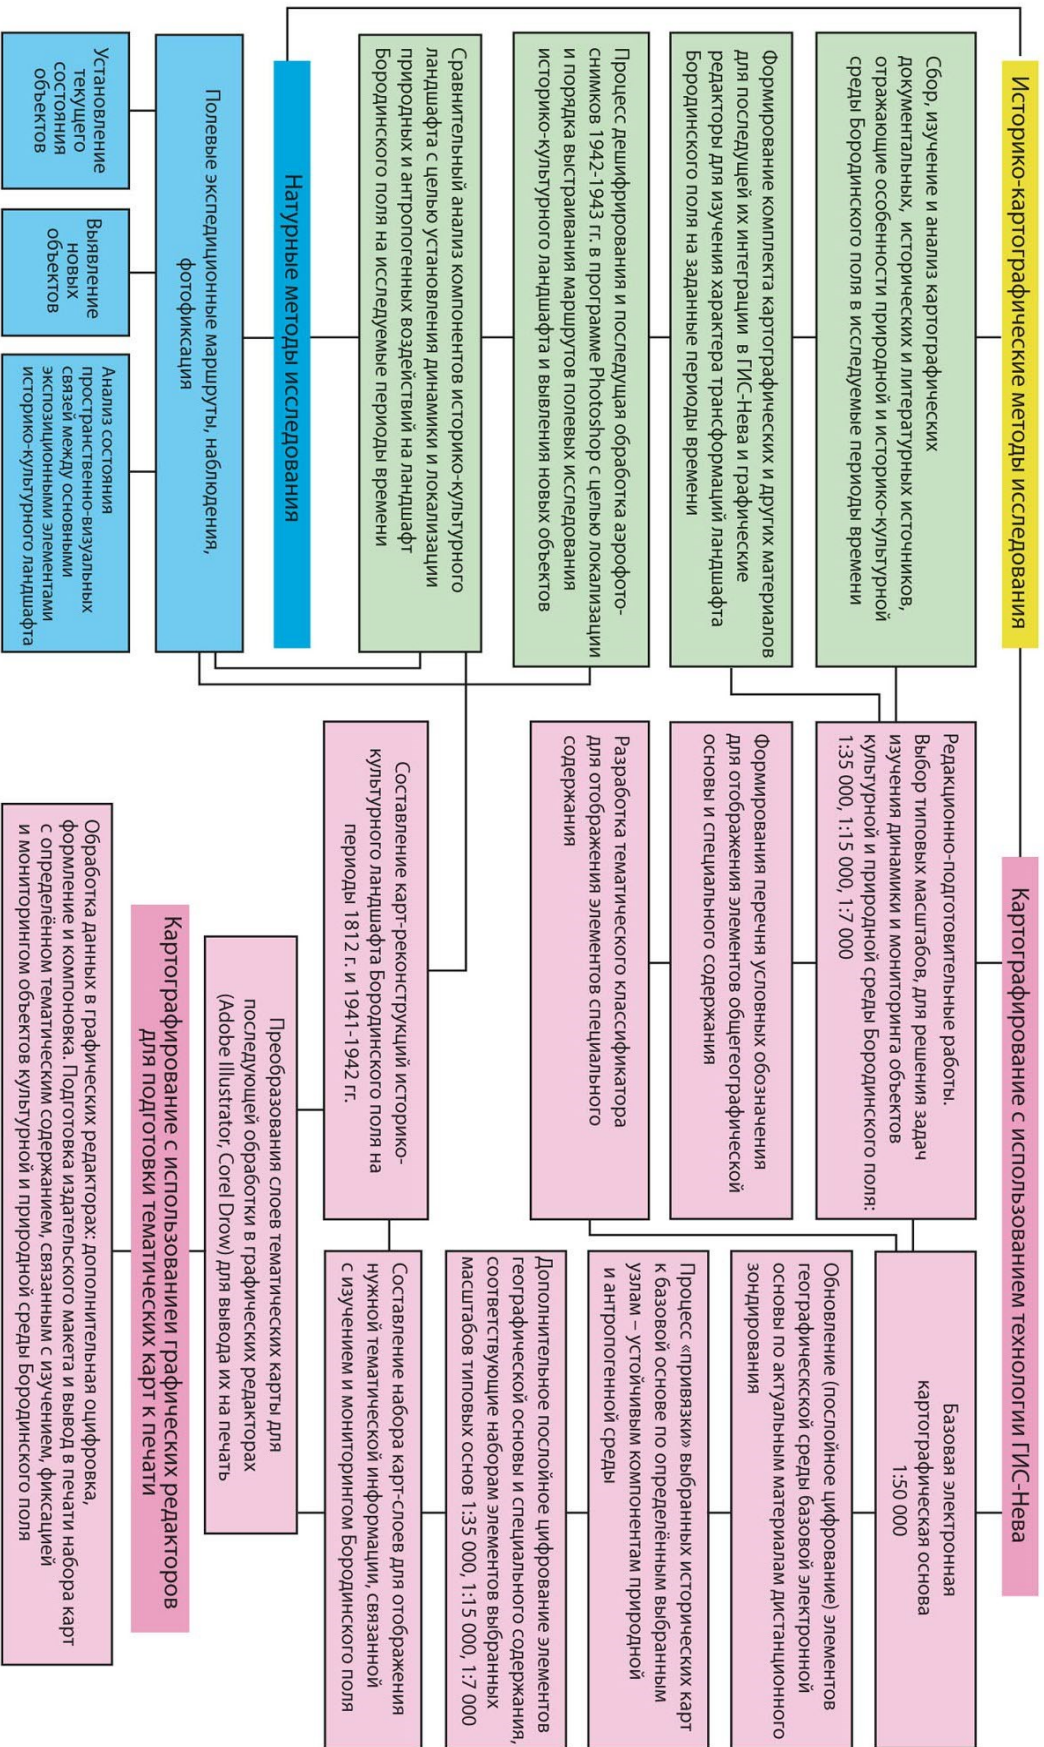 Историко-картографические методы исследования
Сбор, изучение и анализ картографических
документальных, исторических и литературных источников,
отражающие особенности природной и историко-культурной
среды Бородинского поля в исследуемые периоды времени
Формирование комплекта картографических и других материалов
для последущей их интеграции в ГИС-Нева и графические
редакторы для изучения характера трансформаций ландшафта
Бородинского поля на заданные периоды времени
Процесс дешифрирования и последущая обработка аэрофото-
снимков 1942-1943 гг. в программе Photoshop с целью локализации
и порядка выстраивания маршрутов полевых исследования
историко-культурного ландшафта и вывления новых объектов
Сравнительный анализ компонентов историко-культурного
ландшафта с целью установления динамики и локализации
природных и антропогенных воздействий на ландшафт
Бородинского поля на исследуемые периоды времени
Натурные методы исследования
Полевые экспедиционные маршруты, наблюдения,
фотофиксация
Установление
текущего
состояния
объектов
Выявление
новых
объектов
Анализ состояния
пространственно-визуальных
связей между основными
экспозиционными элементами
историко-культурного ландшафта
Картографирование с использованием технологии ГИС-Нева
Редакционно-подготовительные работы.
Выбор типовых масштабов, для решения задач
изучения динамики и мониторинга объектов
культурной и природной среды Бородинского поля:
1:35 000, 1:15 000, 1:7 000
Формирования перечня условных обозначения
для отображения элементов общегеографической
основы и специального содержания
Разработка тематического классификатора
для отображения элементов специального
содержания
Составление карт-реконструкций историко-
культурного ландшафта Бородинского поля на
периоды 1812 г. и 1941-1942 гг.
Базовая электронная
картографическая основа
1:50 000
Обновление (послойное цифрование) элементов
географическкой среды базовой электронной
основы по актуальным материалам дистанционного
зондирования
Процесс «привязки» выбранных исторических карт
к базовой основе по определённым выбранным
узлам – устойчивым компонентам природной
и антропогенной среды
Дополнительное послойное цифрование элементов
географической основы и специального содержания,
соответствующие наборам элементов выбранных
масштабов типовых основ 1:35 000, 1:15 000, 1:7 000
Составление набора карт-слоев для отображения
нужной тематической информации, связанной
с изучением и мониторингом Бородинского поля
Преобразования слоев тематических карты для
последующей обработки в графических редакторах
(Adobe Illustrator, Corel Drow) для вывода их на печать
Картографирование с использованиеи графических редакторов
для подготовки тематических карт к печати
Обработка данных в графических редакторах: дополнительная оцифровка,
формление и компоновка. Подготовка издательского макета и вывод в печати набора карт
с определённом тематическим содержанием, связанным с изучением, фиксацией
и мониторингом объектов культурной и природной среды Бородинского поля